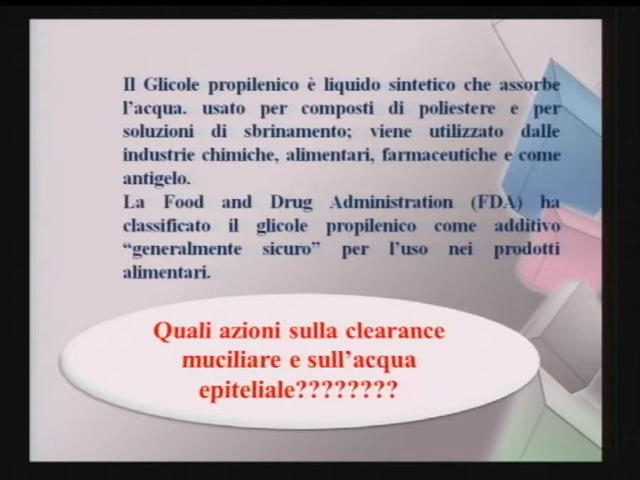 Il Glicole propilenico è liquido sintetico che assorbe
l'acqua. usato per composti di poliestere e per
soluzioni di sbrinamento; viene utilizzato dalle
industrie chimiche, alimentari, farmaceutiche e come
antigelo.
La Food and Drug Administration (FDA) ha
classificato il glicole propilenico come additivo
“generalmente sicuro” per l'uso nei prodotti
alimentari.
Quali azioni sulla clearance
muciliare e sull'acqua
epiteliale????????